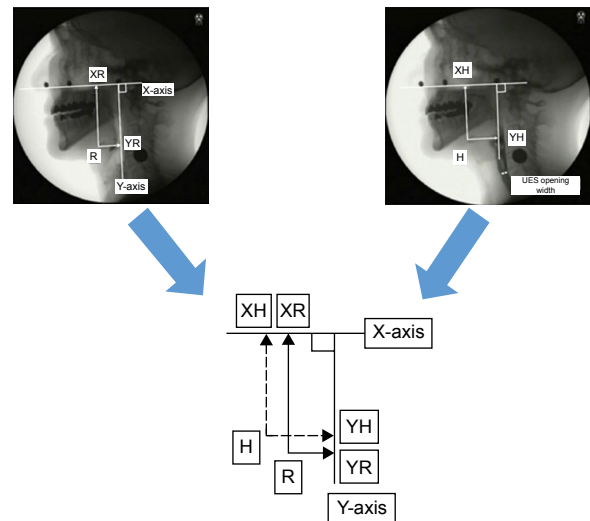 XR
X-axis
YR
R
Y-axis
XH
YH
H
UES opening
width
XH XR
X-axis
YH
H
YR
R
Y-axis